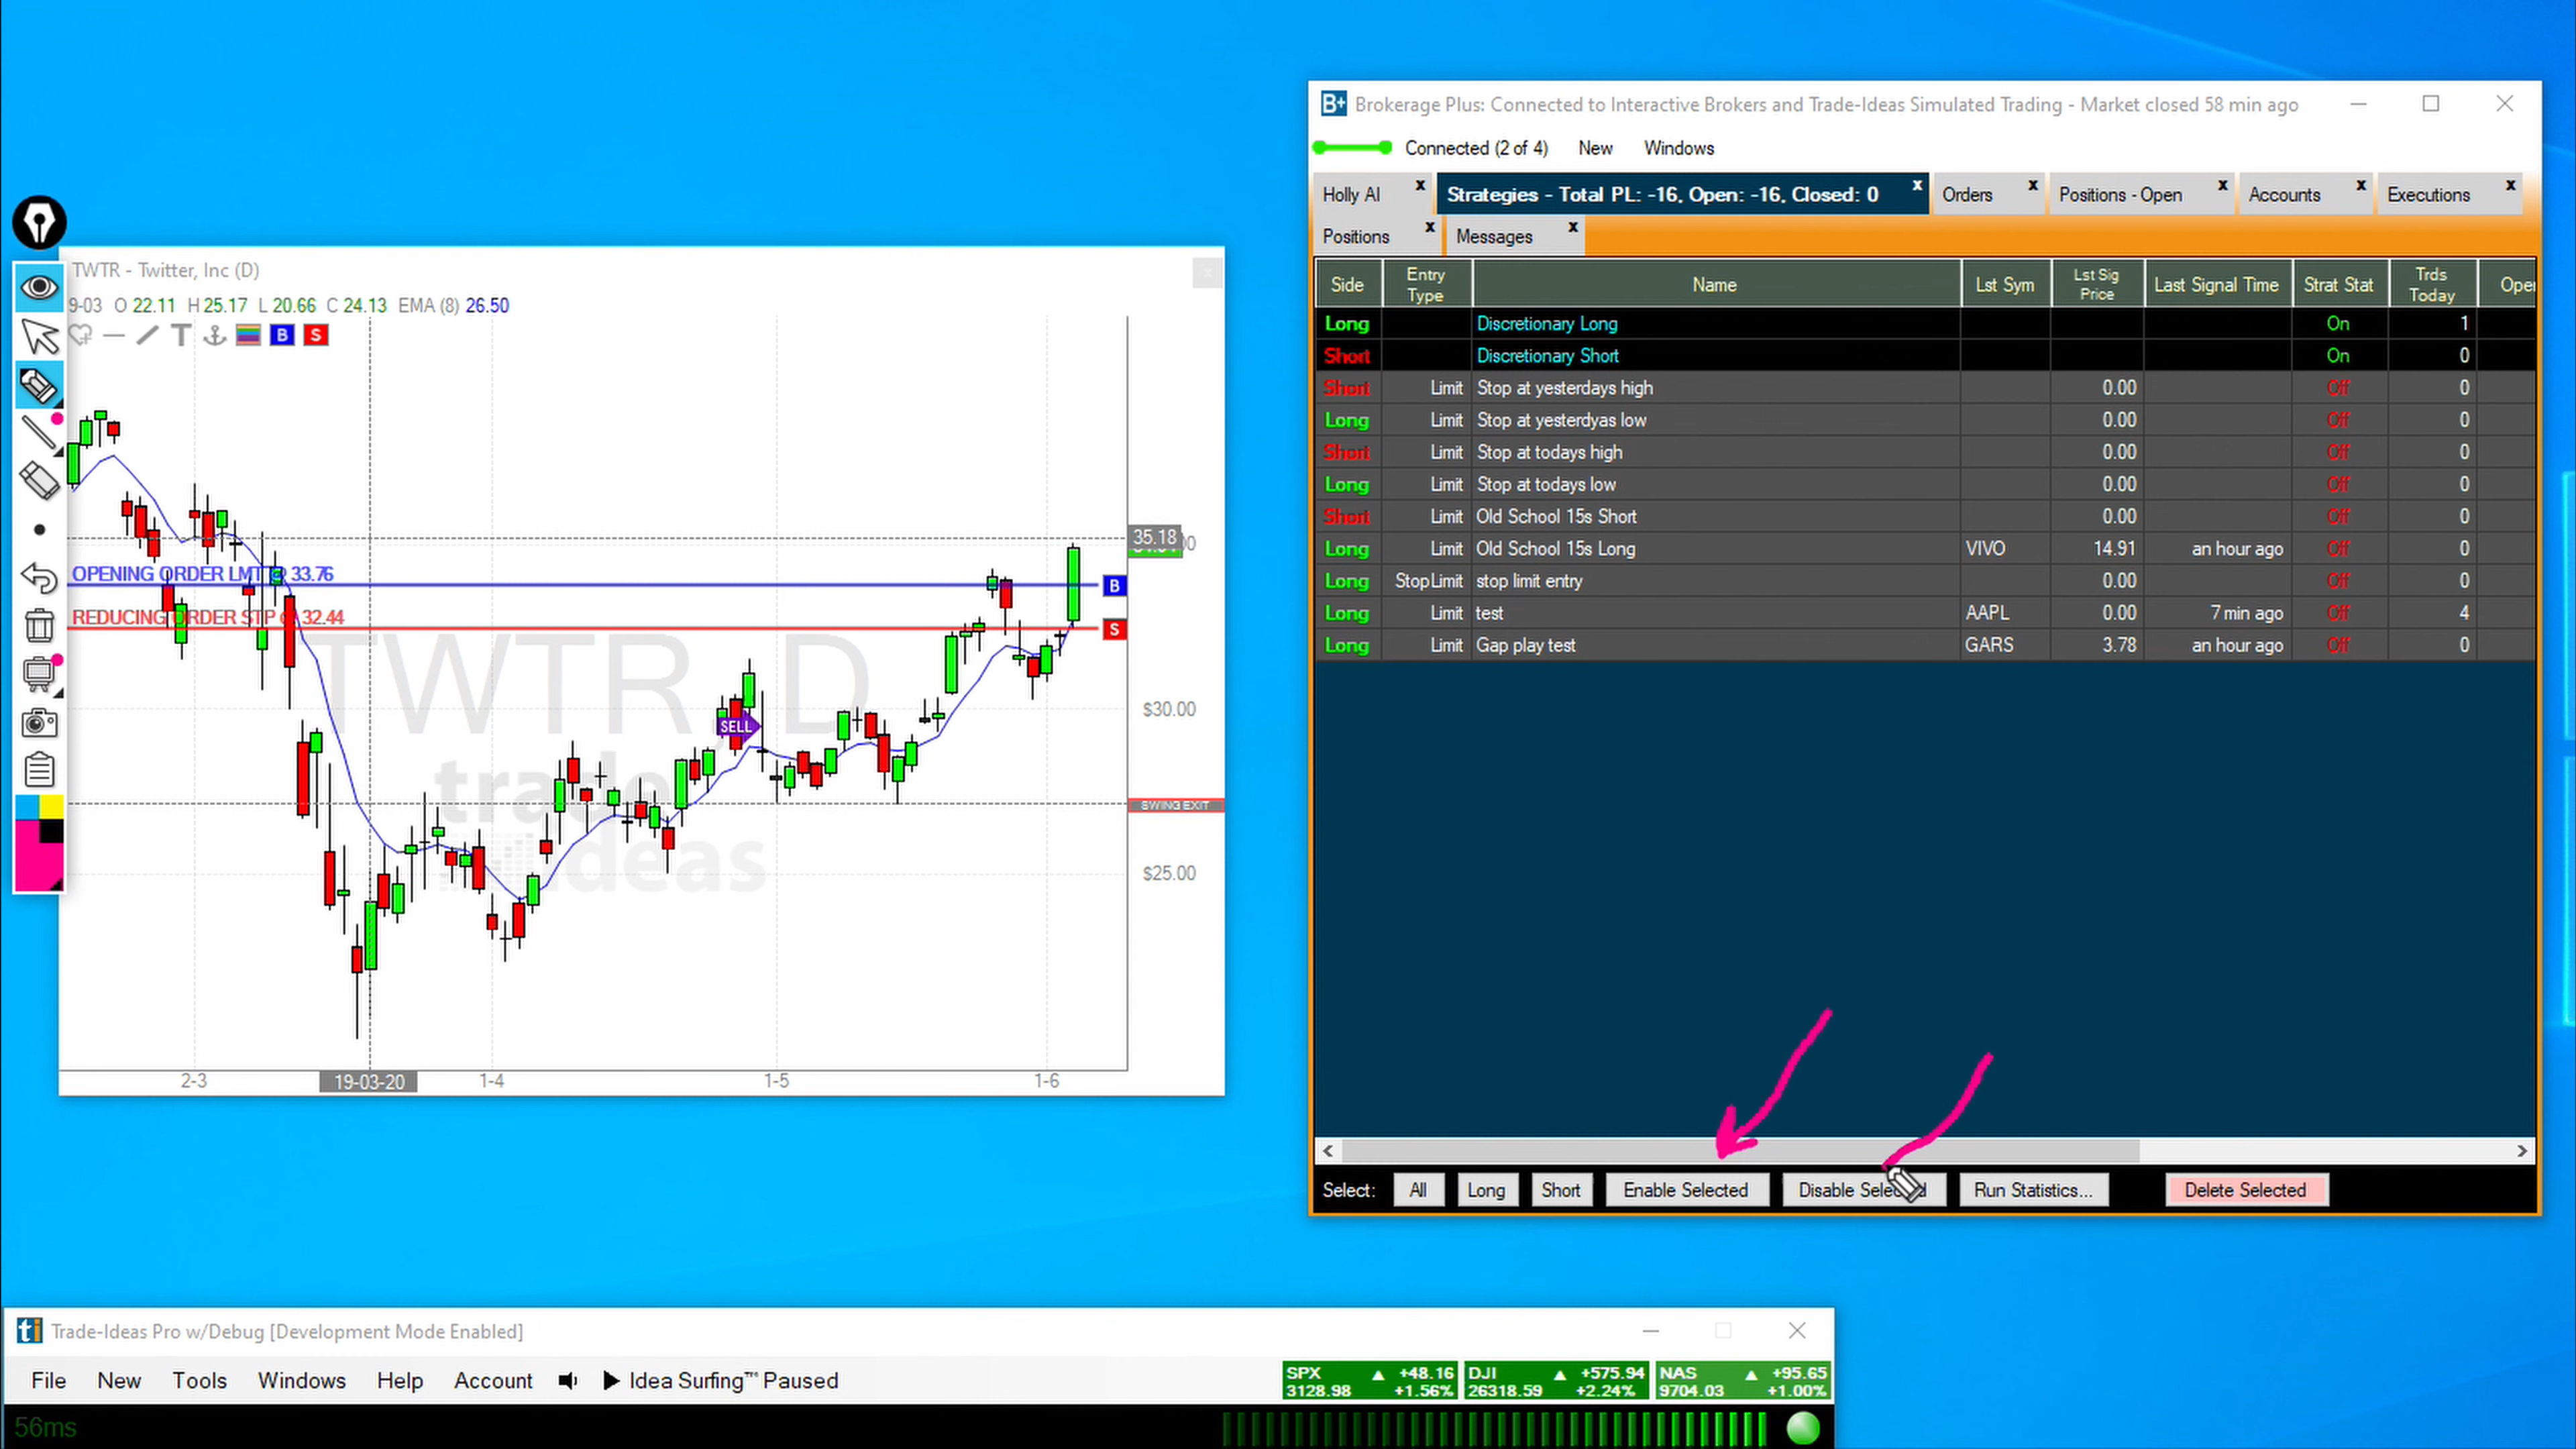 B+ Brokerage Plus: Connected to Interactive Brokers and Trade-Ideas Simulated Trading - Market closed 58 min ago
Connected (2 of 4) New Windows
Holly AI x Strategies - Total PL: -16, Open: -16, Closed: 0 x Orders x Positions - Open x Accounts x Executions x
Positions x Messages x
Side Entry Type Name Lst Sym Lst Sig Price Last Signal Time Strat Stat Trds Today
Long Discretionary Long On 1
Short Discretionary Short On 0
Short Limit Stop at yesterdays high 0.00 Off 0
Long Limit Stop at yesterdyas low 0.00 Off 0
Short Limit Stop at todays high 0.00 Off 0
Long Limit Stop at todays low 0.00 Off 0
Short Limit Old School 15s Short 0.00 Off 0
Long Limit Old School 15s Long VIVO 14.91 an hour ago Off 0
Long StopLimit stop limit entry 0.00 Off 0
Long Limit test AAPL 0.00 7 min ago Off 4
Long Limit Gap play test GARS 3.78 an hour ago Off 0
Select: All Long Short Enable Selected Disable Selected Run Statistics... Delete Selected
TWTR - Twitter, Inc (D)
9-03 O 22.11 H 25.17 L 20.66 C 24.13 EMA (8) 26.50
T B S
35.18
OPENING ORDER LMT @ 33.76 B
REDUCING ORDER STP @ 32.44 S
TWTR, D
$30.00
SELL
trade
SWING EXIT
ideas
$25.00
2-3 19-03-20 1-4 1-5 1-6
ti Trade-Ideas Pro w/Debug [Development Mode Enabled]
File New Tools Windows Help Account Idea Surfing™ Paused
SPX ▲ +48.16 DJI ▲ +575.94 NAS ▲ +95.65
3128.98 +1.56% 26318.59 +2.24% 9704.03 +1.00%
56ms